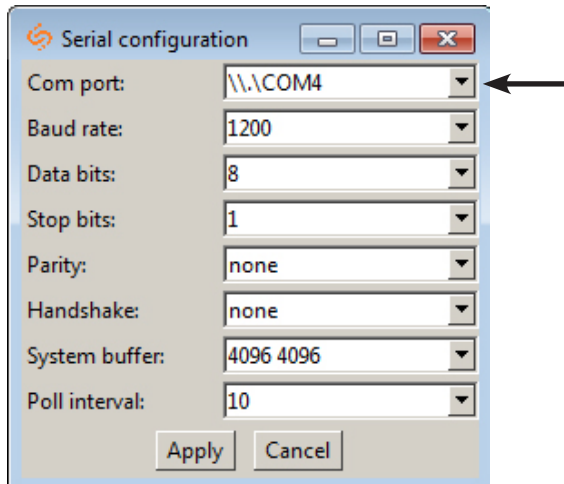 Serial configuration
Com port: \\.\COM4
Baud rate: 1200
Data bits: 8
Stop bits: 1
Parity: none
Handshake: none
System buffer: 4096 4096
Poll interval: 10
Apply Cancel